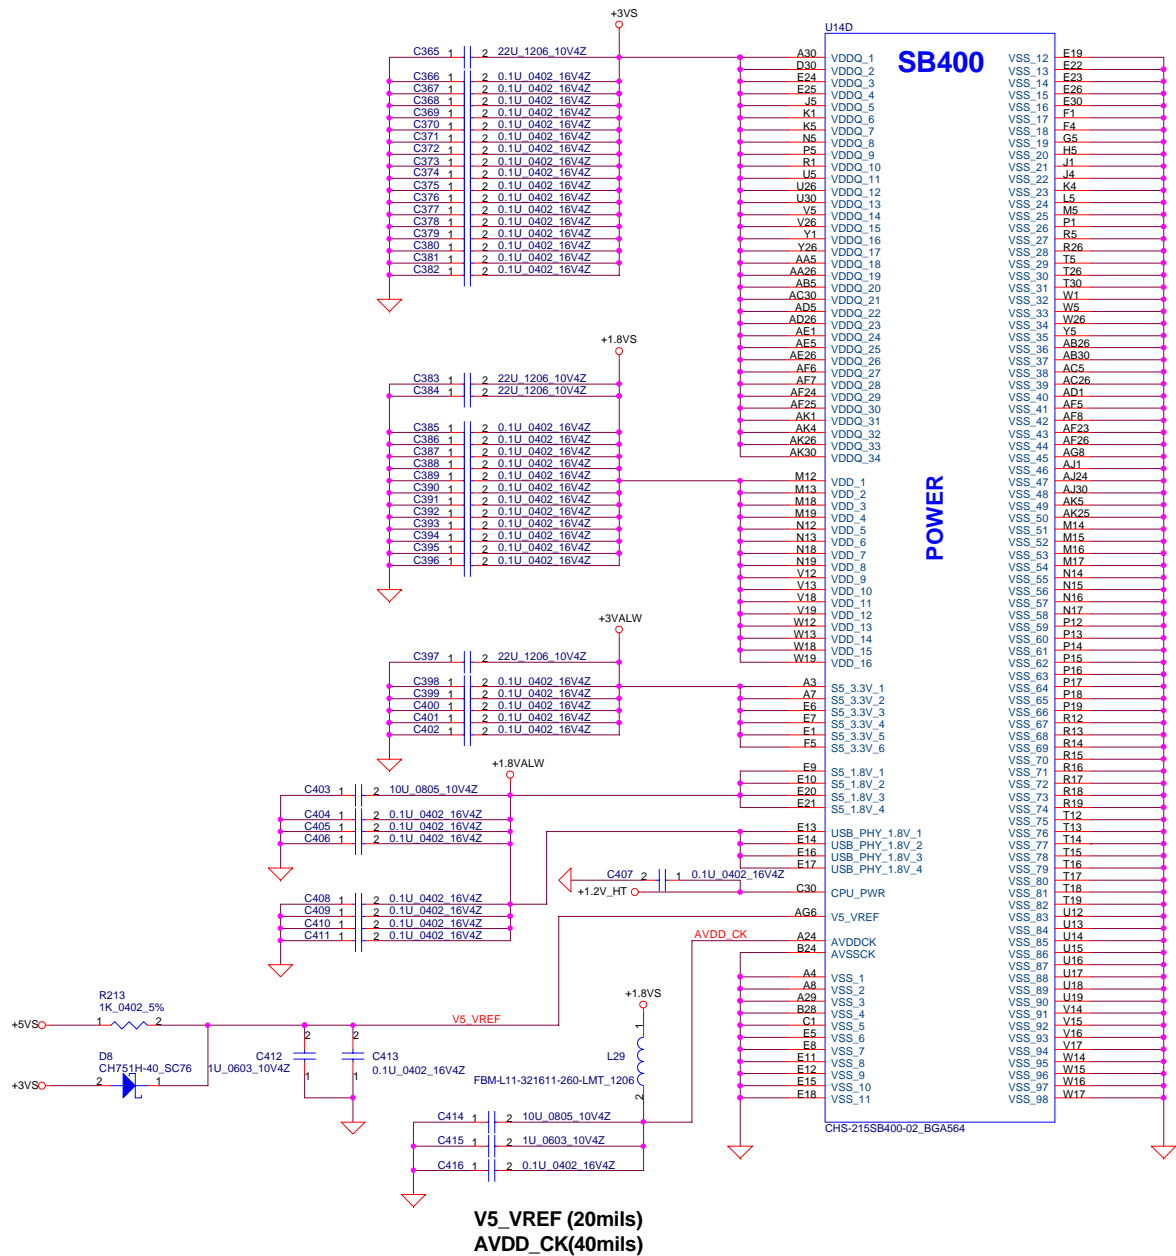 +3VS
C365 1 2 22U_1206_10V4Z
C366 1 2 0.1U_0402_16V4Z
C367 1 2 0.1U_0402_16V4Z
C368 1 2 0.1U_0402_16V4Z
C369 1 2 0.1U_0402_16V4Z
C370 1 2 0.1U_0402_16V4Z
C371 1 2 0.1U_0402_16V4Z
C372 1 2 0.1U_0402_16V4Z
C373 1 2 0.1U_0402_16V4Z
C374 1 2 0.1U_0402_16V4Z
C375 1 2 0.1U_0402_16V4Z
C376 1 2 0.1U_0402_16V4Z
C377 1 2 0.1U_0402_16V4Z
C378 1 2 0.1U_0402_16V4Z
C379 1 2 0.1U_0402_16V4Z
C380 1 2 0.1U_0402_16V4Z
C381 1 2 0.1U_0402_16V4Z
C382 1 2 0.1U_0402_16V4Z
+1.8VS
C383 1 2 22U_1206_10V4Z
C384 1 2 22U_1206_10V4Z
C385 1 2 0.1U_0402_16V4Z
C386 1 2 0.1U_0402_16V4Z
C387 1 2 0.1U_0402_16V4Z
C388 1 2 0.1U_0402_16V4Z
C389 1 2 0.1U_0402_16V4Z
C390 1 2 0.1U_0402_16V4Z
C391 1 2 0.1U_0402_16V4Z
C392 1 2 0.1U_0402_16V4Z
C393 1 2 0.1U_0402_16V4Z
C394 1 2 0.1U_0402_16V4Z
C395 1 2 0.1U_0402_16V4Z
C396 1 2 0.1U_0402_16V4Z
+3VALW
C397 1 2 22U_1206_10V4Z
C398 1 2 0.1U_0402_16V4Z
C399 1 2 0.1U_0402_16V4Z
C400 1 2 0.1U_0402_16V4Z
C401 1 2 0.1U_0402_16V4Z
C402 1 2 0.1U_0402_16V4Z
+1.8VALW
C403 1 2 10U_0805_10V4Z
C404 1 2 0.1U_0402_16V4Z
C405 1 2 0.1U_0402_16V4Z
C406 1 2 0.1U_0402_16V4Z
C407 2 1 0.1U_0402_16V4Z
+1.2V_HT
C408 1 2 0.1U_0402_16V4Z
C409 1 2 0.1U_0402_16V4Z
C410 1 2 0.1U_0402_16V4Z
C411 1 2 0.1U_0402_16V4Z
AVDD_CK
R213
1K_0402_5%
+5VS 1 2
V5_VREF
D8
CH751H-40_SC76
+3VS 2 1
2
C412
1U_0603_10V4Z
1
2
C413
0.1U_0402_16V4Z
1
+1.8VS
1
L29
FBM-L11-321611-260-LMT_1206
2
C414 1 2 10U_0805_10V4Z
C415 1 2 1U_0603_10V4Z
C416 1 2 0.1U_0402_16V4Z
U14D
SB400
POWER
A30 VDDQ_1
D30 VDDQ_2
E24 VDDQ_3
E25 VDDQ_4
J5 VDDQ_5
K1 VDDQ_6
K5 VDDQ_7
N5 VDDQ_8
P5 VDDQ_9
R1 VDDQ_10
U5 VDDQ_11
U26 VDDQ_12
U30 VDDQ_13
V5 VDDQ_14
V26 VDDQ_15
Y1 VDDQ_16
Y26 VDDQ_17
AA5 VDDQ_18
AA26 VDDQ_19
AB5 VDDQ_20
AC30 VDDQ_21
AD5 VDDQ_22
AD26 VDDQ_23
AE1 VDDQ_24
AE5 VDDQ_25
AE26 VDDQ_26
AF6 VDDQ_27
AF7 VDDQ_28
AF24 VDDQ_29
AF25 VDDQ_30
AK1 VDDQ_31
AK4 VDDQ_32
AK26 VDDQ_33
AK30 VDDQ_34
M12 VDD_1
M13 VDD_2
M18 VDD_3
M19 VDD_4
N12 VDD_5
N13 VDD_6
N18 VDD_7
N19 VDD_8
V12 VDD_9
V13 VDD_10
V18 VDD_11
V19 VDD_12
W12 VDD_13
W13 VDD_14
W18 VDD_15
W19 VDD_16
A3 S5_3.3V_1
A7 S5_3.3V_2
E6 S5_3.3V_3
E7 S5_3.3V_4
E1 S5_3.3V_5
F5 S5_3.3V_6
E9 S5_1.8V_1
E10 S5_1.8V_2
E20 S5_1.8V_3
E21 S5_1.8V_4
E13 USB_PHY_1.8V_1
E14 USB_PHY_1.8V_2
E16 USB_PHY_1.8V_3
E17 USB_PHY_1.8V_4
C30 CPU_PWR
AG6 V5_VREF
A24 AVDDCK
B24 AVSSCK
A4 VSS_1
A8 VSS_2
A29 VSS_3
B28 VSS_4
C1 VSS_5
E5 VSS_6
E8 VSS_7
E11 VSS_8
E12 VSS_9
E15 VSS_10
E18 VSS_11
VSS_12 E19
VSS_13 E22
VSS_14 E23
VSS_15 E26
VSS_16 E30
VSS_17 F1
VSS_18 F4
VSS_19 G5
VSS_20 H5
VSS_21 J1
VSS_22 J4
VSS_23 K4
VSS_24 L5
VSS_25 M5
VSS_26 P1
VSS_27 R5
VSS_28 R26
VSS_29 T5
VSS_30 T26
VSS_31 T30
VSS_32 W1
VSS_33 W5
VSS_34 W26
VSS_35 Y5
VSS_36 AB26
VSS_37 AB30
VSS_38 AC5
VSS_39 AC26
VSS_40 AD1
VSS_41 AF5
VSS_42 AF8
VSS_43 AF23
VSS_44 AF26
VSS_45 AG8
VSS_46 AJ1
VSS_47 AJ24
VSS_48 AJ30
VSS_49 AK5
VSS_50 AK25
VSS_51 M14
VSS_52 M15
VSS_53 M16
VSS_54 M17
VSS_55 N14
VSS_56 N15
VSS_57 N16
VSS_58 N17
VSS_59 P12
VSS_60 P13
VSS_61 P14
VSS_62 P15
VSS_63 P16
VSS_64 P17
VSS_65 P18
VSS_66 P19
VSS_67 R12
VSS_68 R13
VSS_69 R14
VSS_70 R15
VSS_71 R16
VSS_72 R17
VSS_73 R18
VSS_74 R19
VSS_75 T12
VSS_76 T13
VSS_77 T14
VSS_78 T15
VSS_79 T16
VSS_80 T17
VSS_81 T18
VSS_82 T19
VSS_83 U12
VSS_84 U13
VSS_85 U14
VSS_86 U15
VSS_87 U16
VSS_88 U17
VSS_89 U18
VSS_90 U19
VSS_91 V14
VSS_92 V15
VSS_93 V16
VSS_94 V17
VSS_95 W14
VSS_96 W15
VSS_97 W16
VSS_98 W17
CHS-215SB400-02_BGA564
V5_VREF (20mils)
AVDD_CK(40mils)